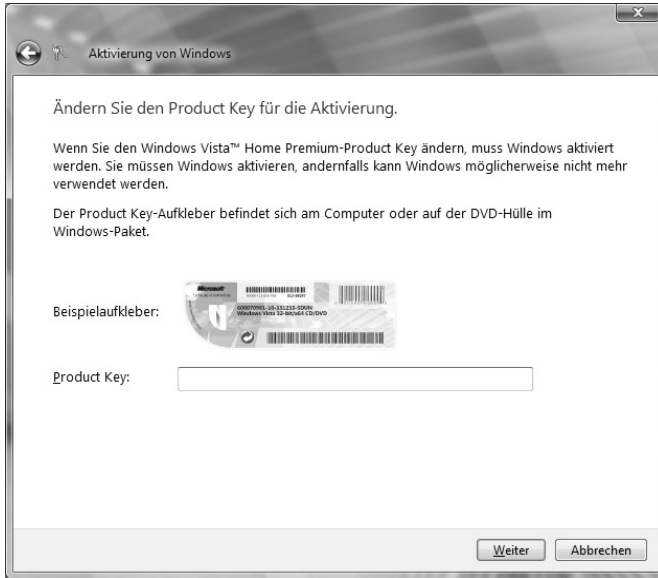 Aktivierung von Windows
Ändern Sie den Product Key für die Aktivierung.
Wenn Sie den Windows Vista™ Home Premium-Product Key ändern, muss Windows aktiviert
werden. Sie müssen Windows aktivieren, andernfalls kann Windows möglicherweise nicht mehr
verwendet werden.
Der Product Key-Aufkleber befindet sich am Computer oder auf der DVD-Hülle im
Windows-Paket.
Beispielaufkleber:
Microsoft
Windows Vista 32-bit/x64 CD/DVD
Product Key:
Weiter Abbrechen